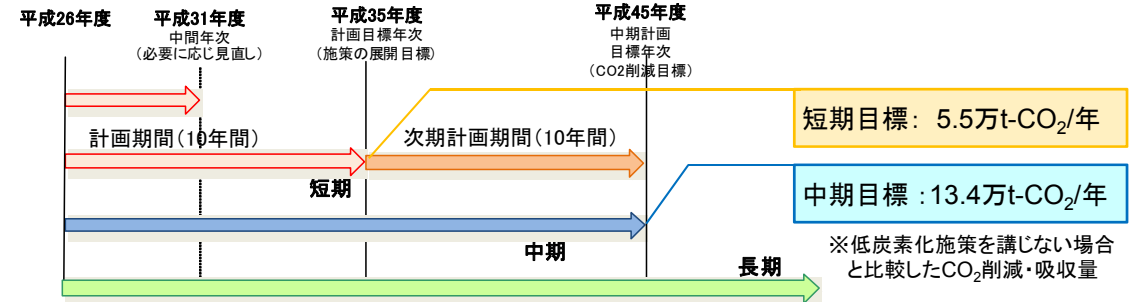 平成26年度
平成31年度
中間年次
(必要に応じ見直し)
平成35年度
計画目標年次
(施策の展開目標)
平成45年度
中期計画
目標年次
(CO2削減目標)
計画期間(10年間)
次期計画期間(10年間)
短期
中期
長期
短期目標： 5.5万t-CO₂/年
中期目標：13.4万t-CO₂/年
※低炭素化施策を講じない場合
と比較したCO₂削減・吸収量